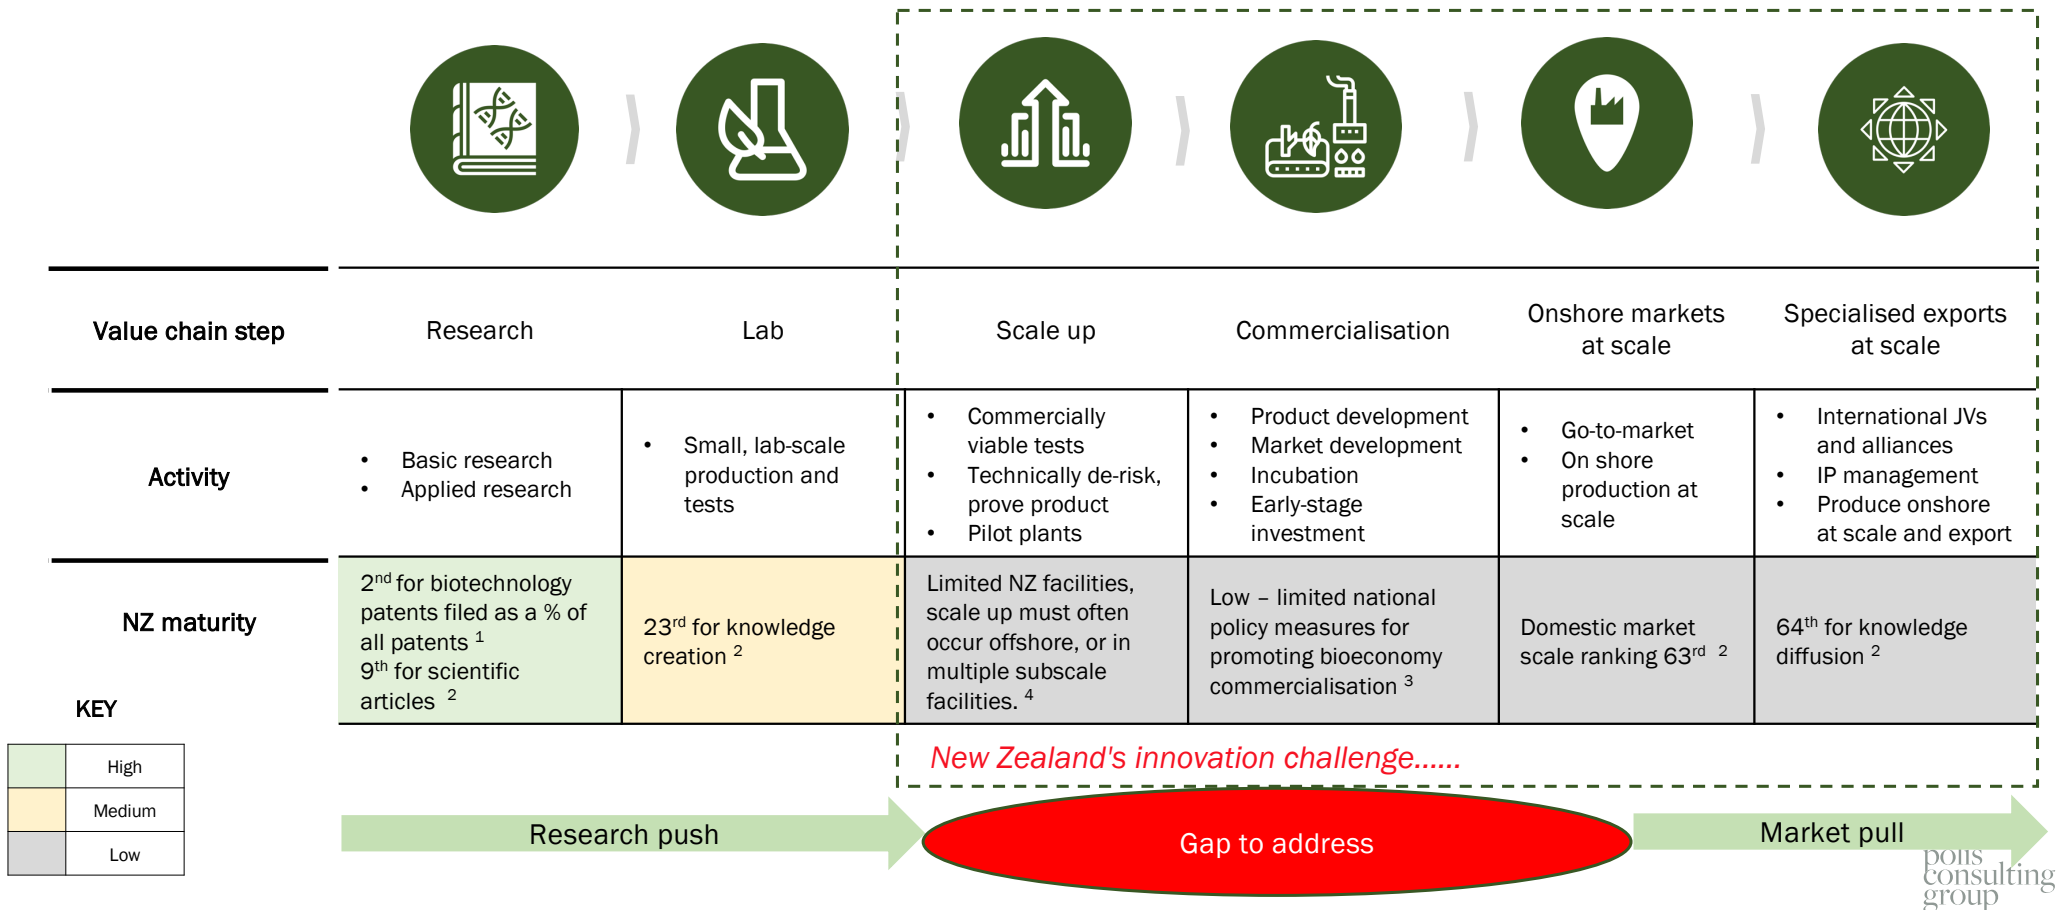 Value chain step
Research
Lab
Scale up
Commercialisation
Onshore markets
at scale
Specialised exports
at scale
Activity
• Basic research
• Applied research
• Small, lab-scale
production and
tests
• Commercially
viable tests
• Technically de-risk,
prove product
• Pilot plants
• Product development
• Market development
• Incubation
• Early-stage
investment
• Go-to-market
• On shore
production at
scale
• International JVs
and alliances
• IP management
• Produce onshore
at scale and export
NZ maturity
2nd for biotechnology
patents filed as a % of
all patents 1
9th for scientific
articles 2
23rd for knowledge
creation 2
Limited NZ facilities,
scale up must often
occur offshore, or in
multiple subscale
facilities. 4
Low – limited national
policy measures for
promoting bioeconomy
commercialisation 3
Domestic market
scale ranking 63rd 2
64th for knowledge
diffusion 2
KEY
High
Medium
Low
New Zealand's innovation challenge......
Research push
Gap to address
Market pull
polis
consulting
group